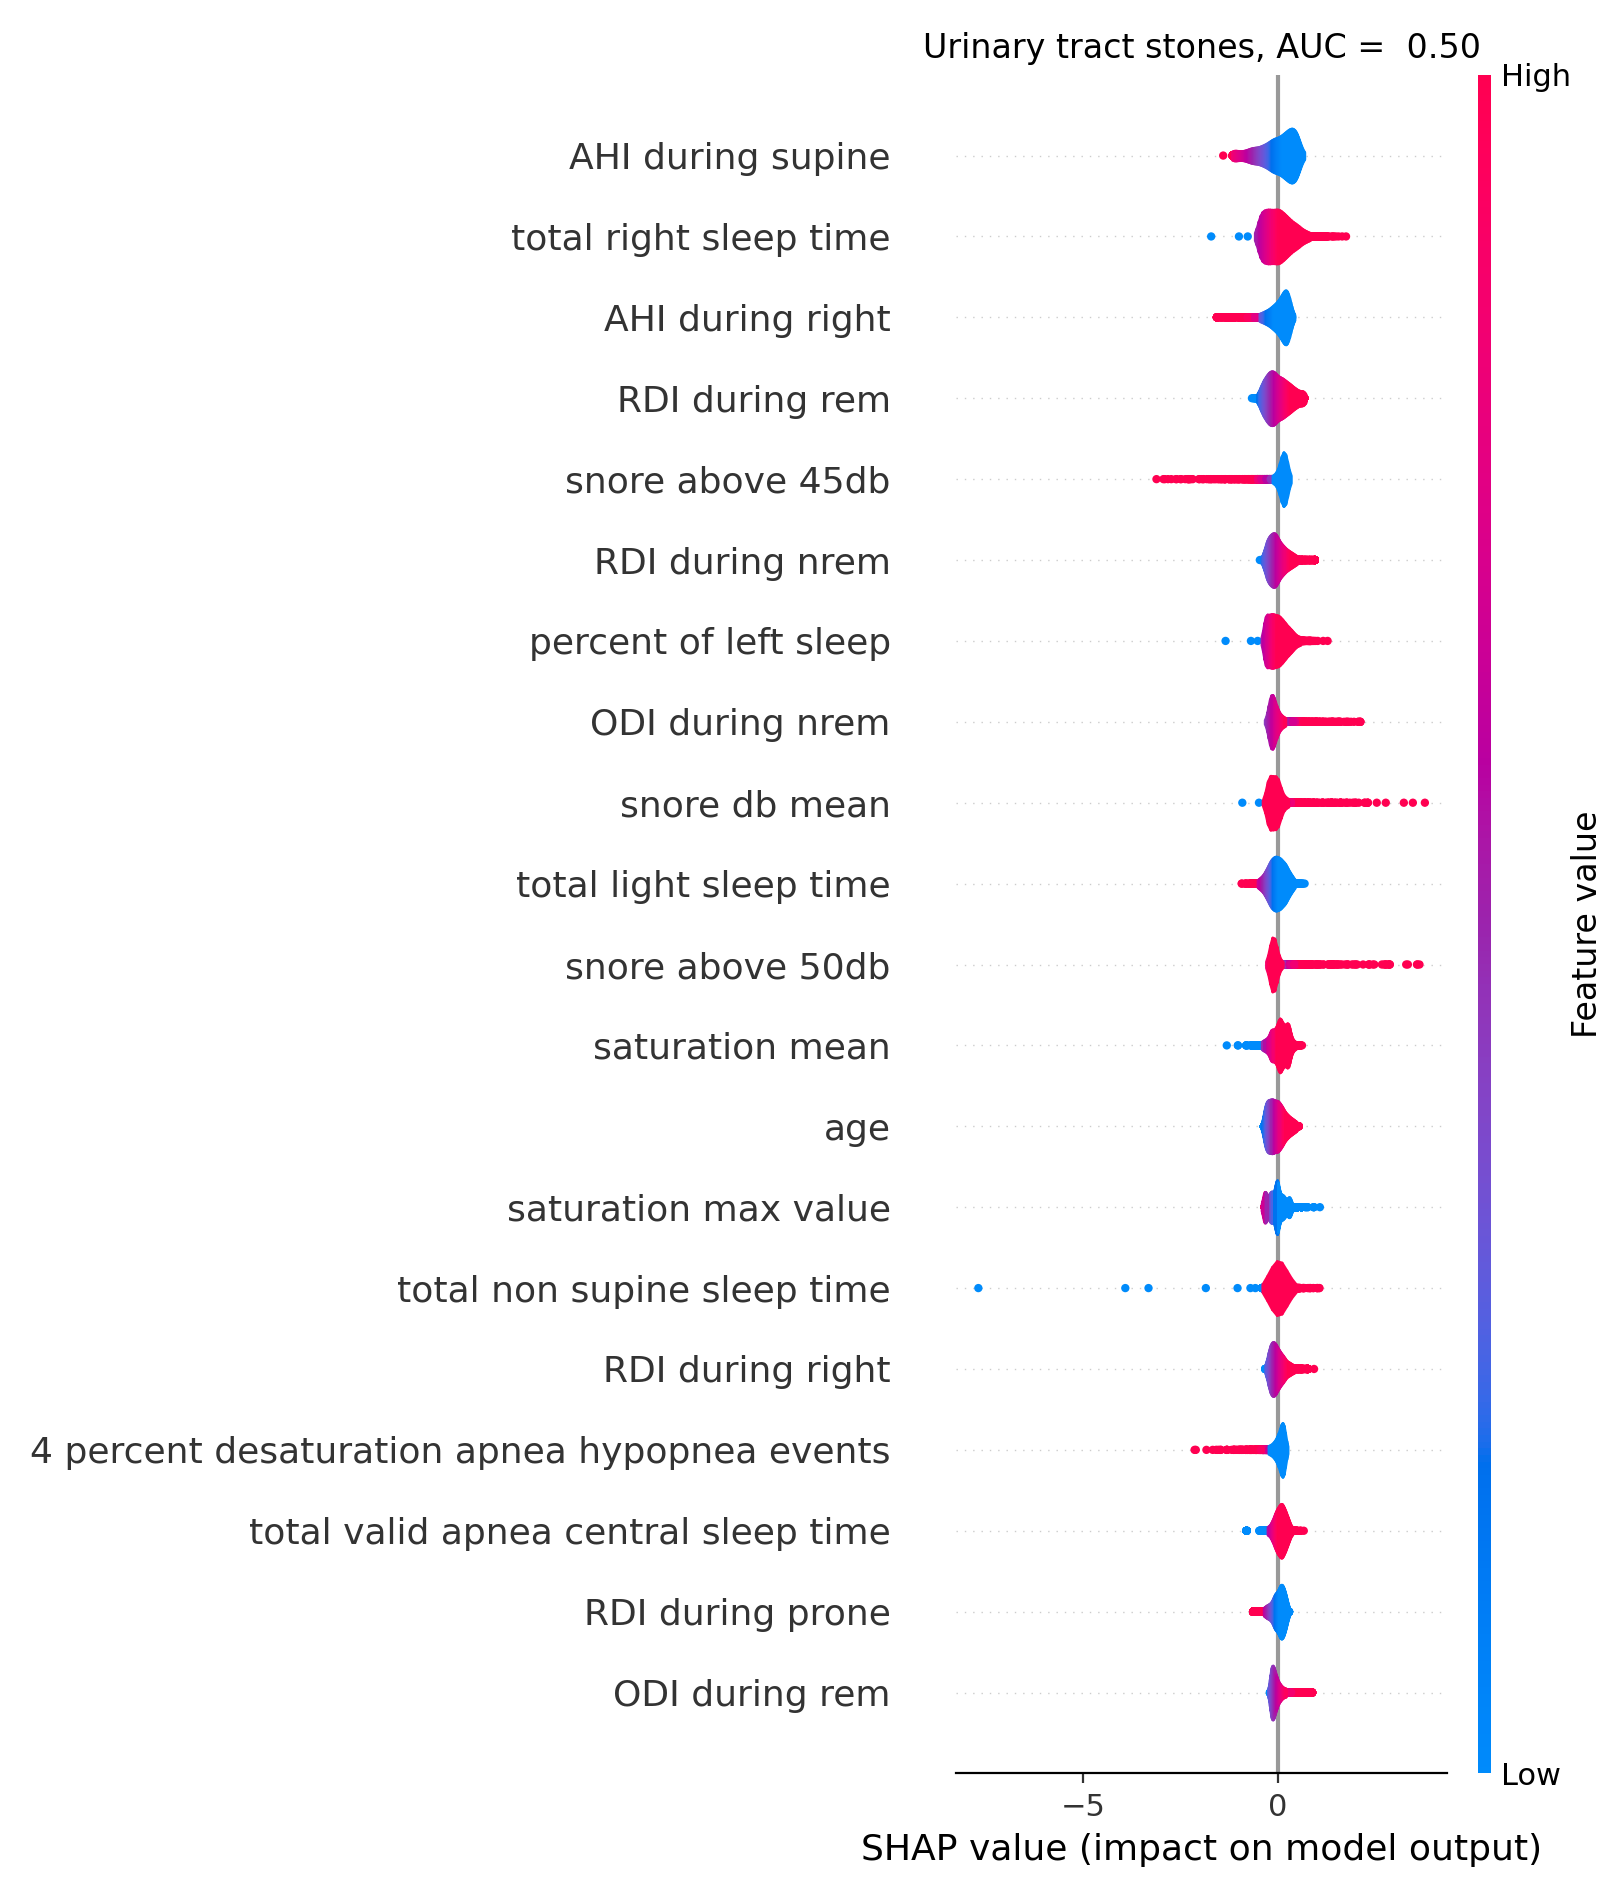 Urinary tract stones, AUC =  0.50
High
AHI during supine
total right sleep time
AHI during right
RDI during rem
snore above 45db
RDI during nrem
percent of left sleep
ODI during nrem
snore db mean
total light sleep time
snore above 50db
saturation mean
age
saturation max value
total non supine sleep time
RDI during right
4 percent desaturation apnea hypopnea events
total valid apnea central sleep time
RDI during prone
ODI during rem
Feature value
Low
−5 0
SHAP value (impact on model output)